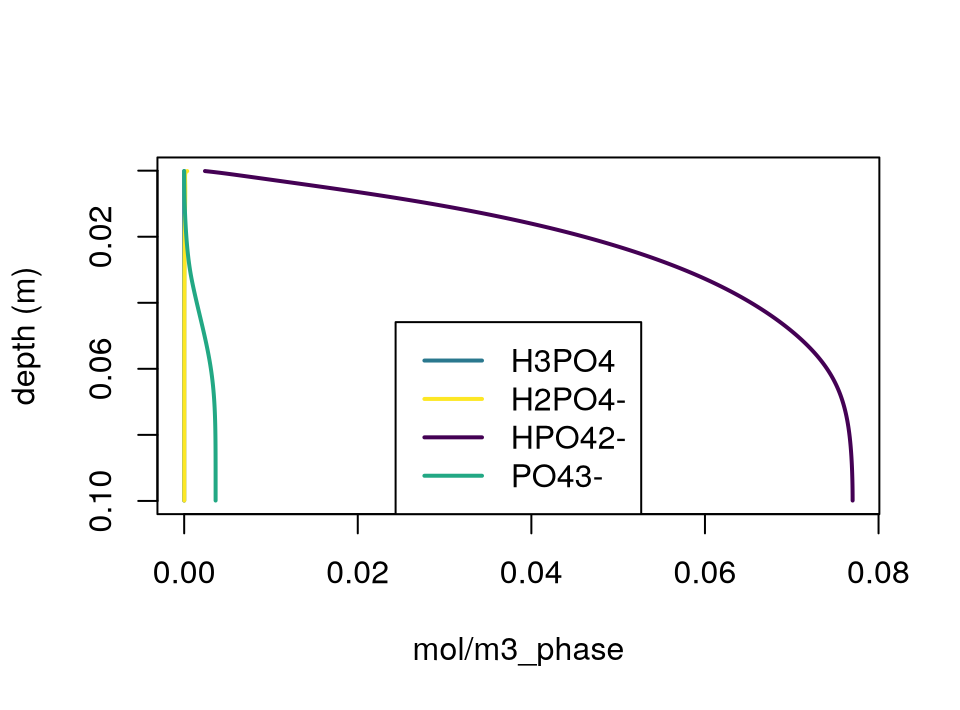 0.02
0.06
0.10
depth (m)
H3PO4
H2PO4-
HPO42-
PO43-
0.00 0.02 0.04 0.06 0.08
mol/m3_phase